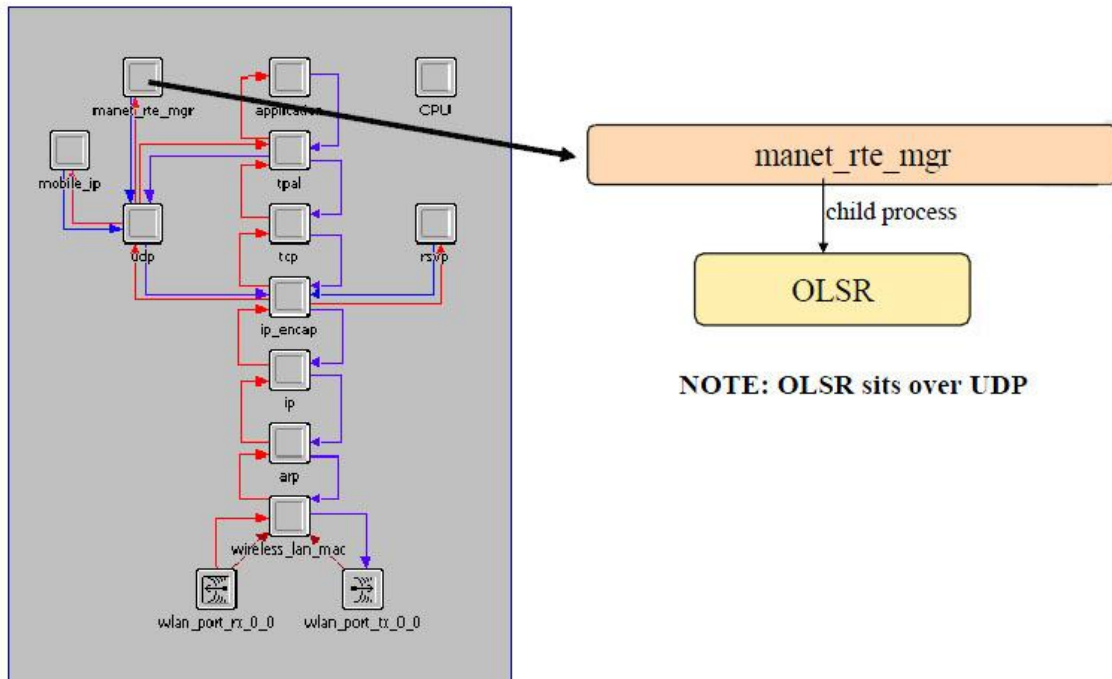 manet_rte_mgr
application
CPU
mobile_ip
tpal
udp
tcp
rsvp
ip_encap
ip
arp
wireless_lan_mac
wlan_port_rx_0_0
wlan_port_tx_0_0
manet_rte_mgr
child process
OLSR
NOTE: OLSR sits over UDP